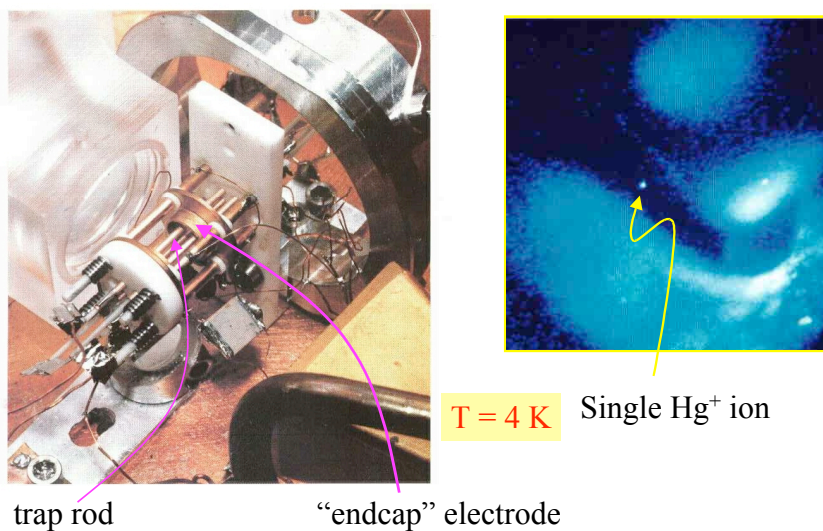 T = 4 K
Single Hg⁺ ion
trap rod
“endcap” electrode